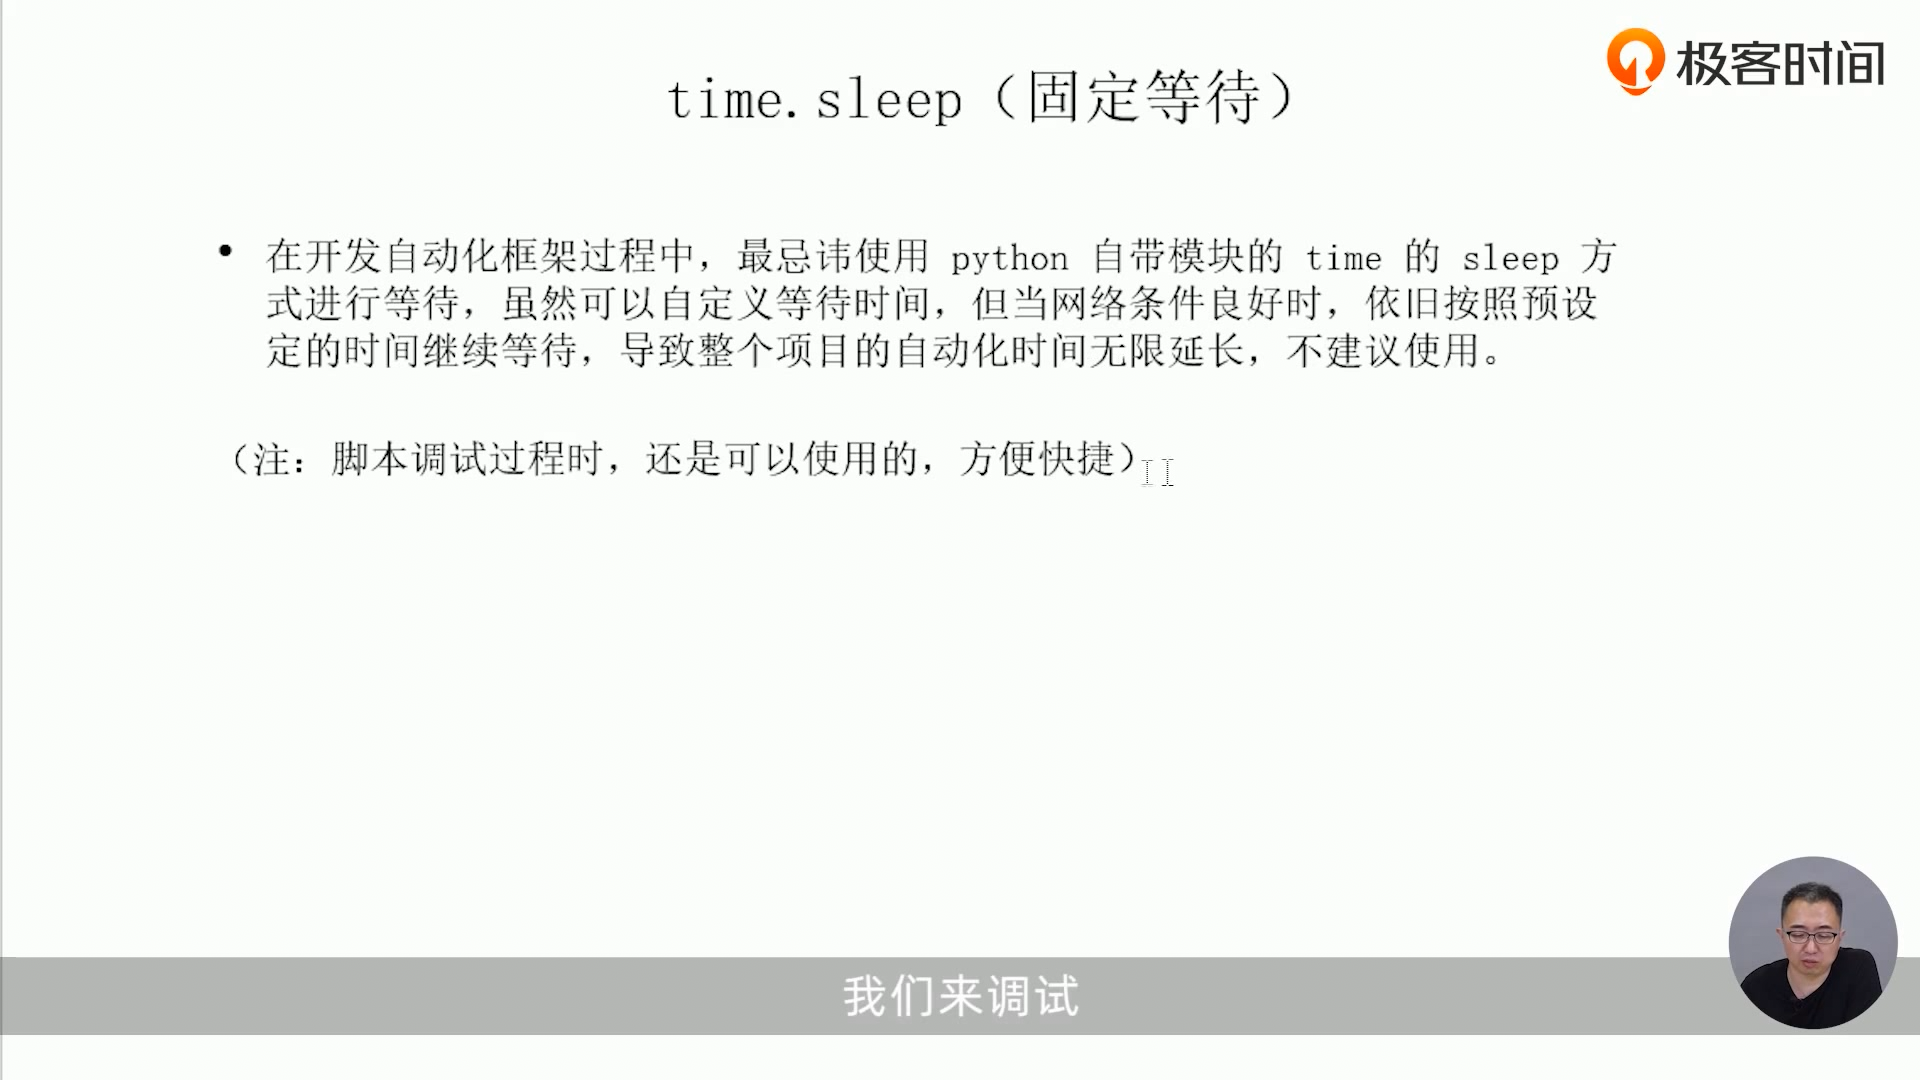 极客时间
time.sleep（固定等待）
• 在开发自动化框架过程中，最忌讳使用 python 自带模块的 time 的 sleep 方
式进行等待，虽然可以自定义等待时间，但当网络条件良好时，依旧按照预设
定的时间继续等待，导致整个项目的自动化时间无限延长，不建议使用。
（注：脚本调试过程时，还是可以使用的，方便快捷）
我们来调试